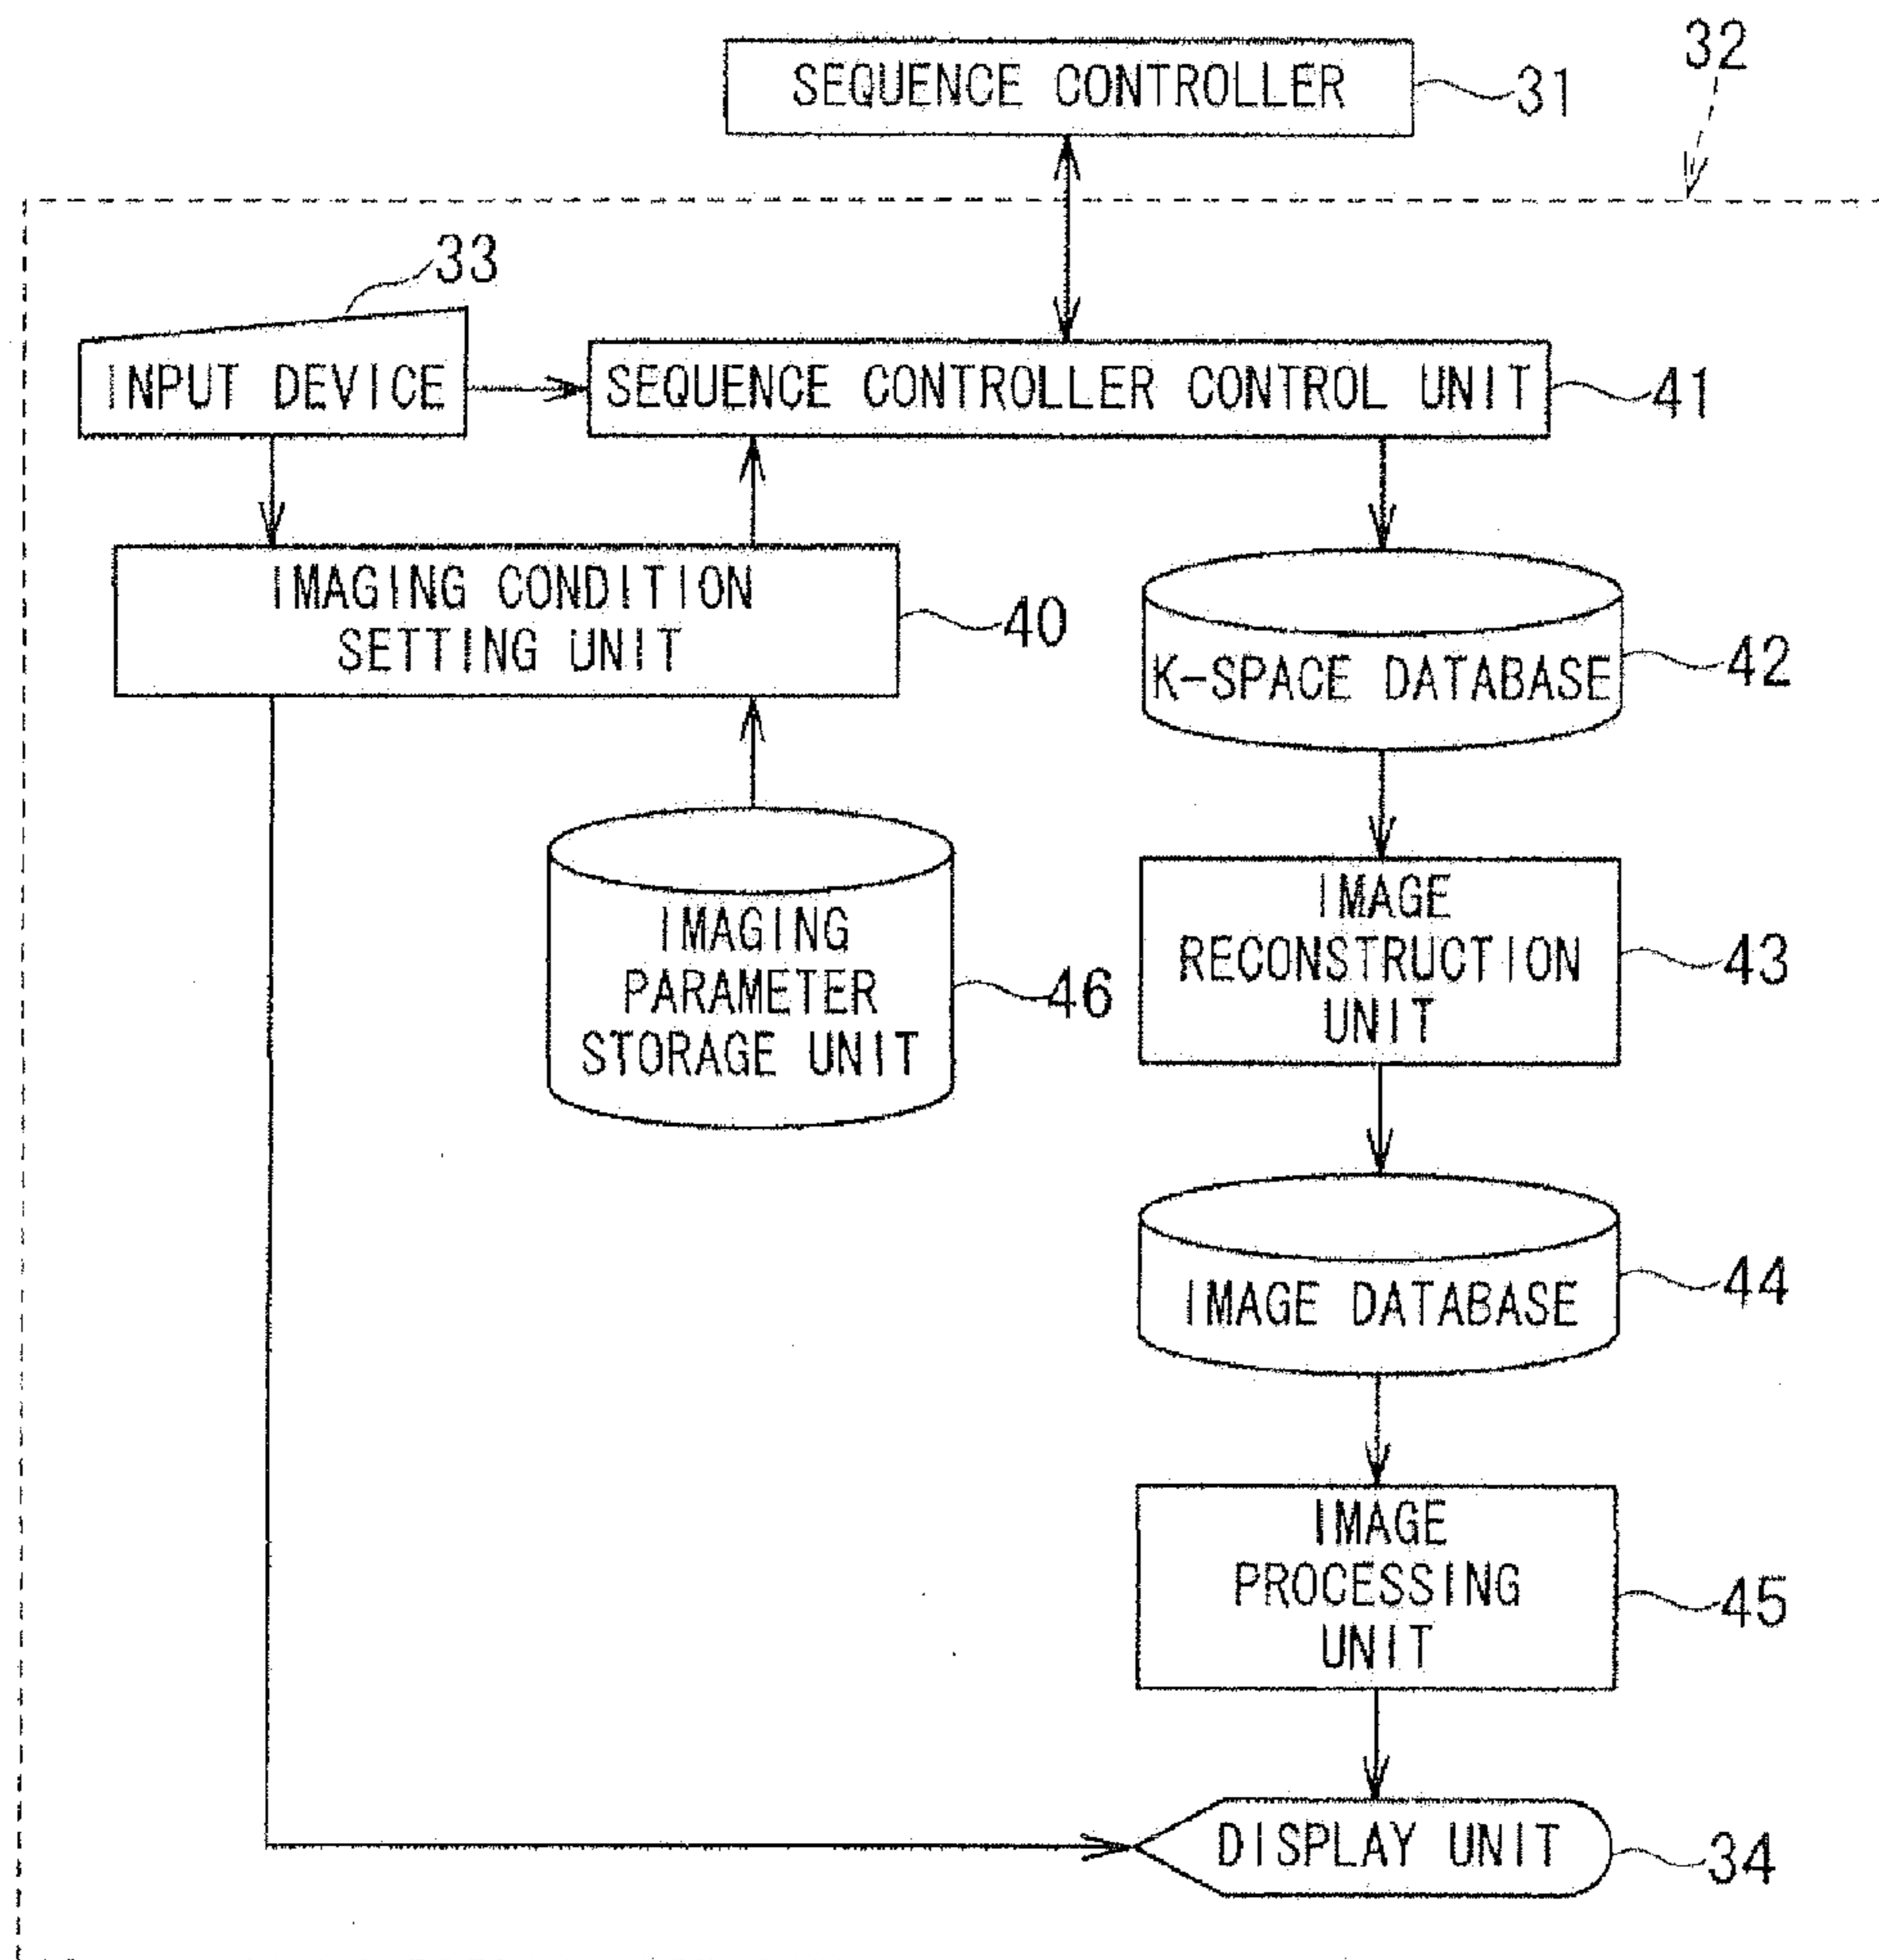 32
SEQUENCE CONTROLLER
31
33
INPUT DEVICE
SEQUENCE CONTROLLER CONTROL UNIT
41
IMAGING CONDITION
SETTING UNIT
40
K-SPACE DATABASE
42
IMAGING
PARAMETER
STORAGE UNIT
46
IMAGE
RECONSTRUCTION
UNIT
43
IMAGE DATABASE
44
IMAGE
PROCESSING
UNIT
45
DISPLAY UNIT
34